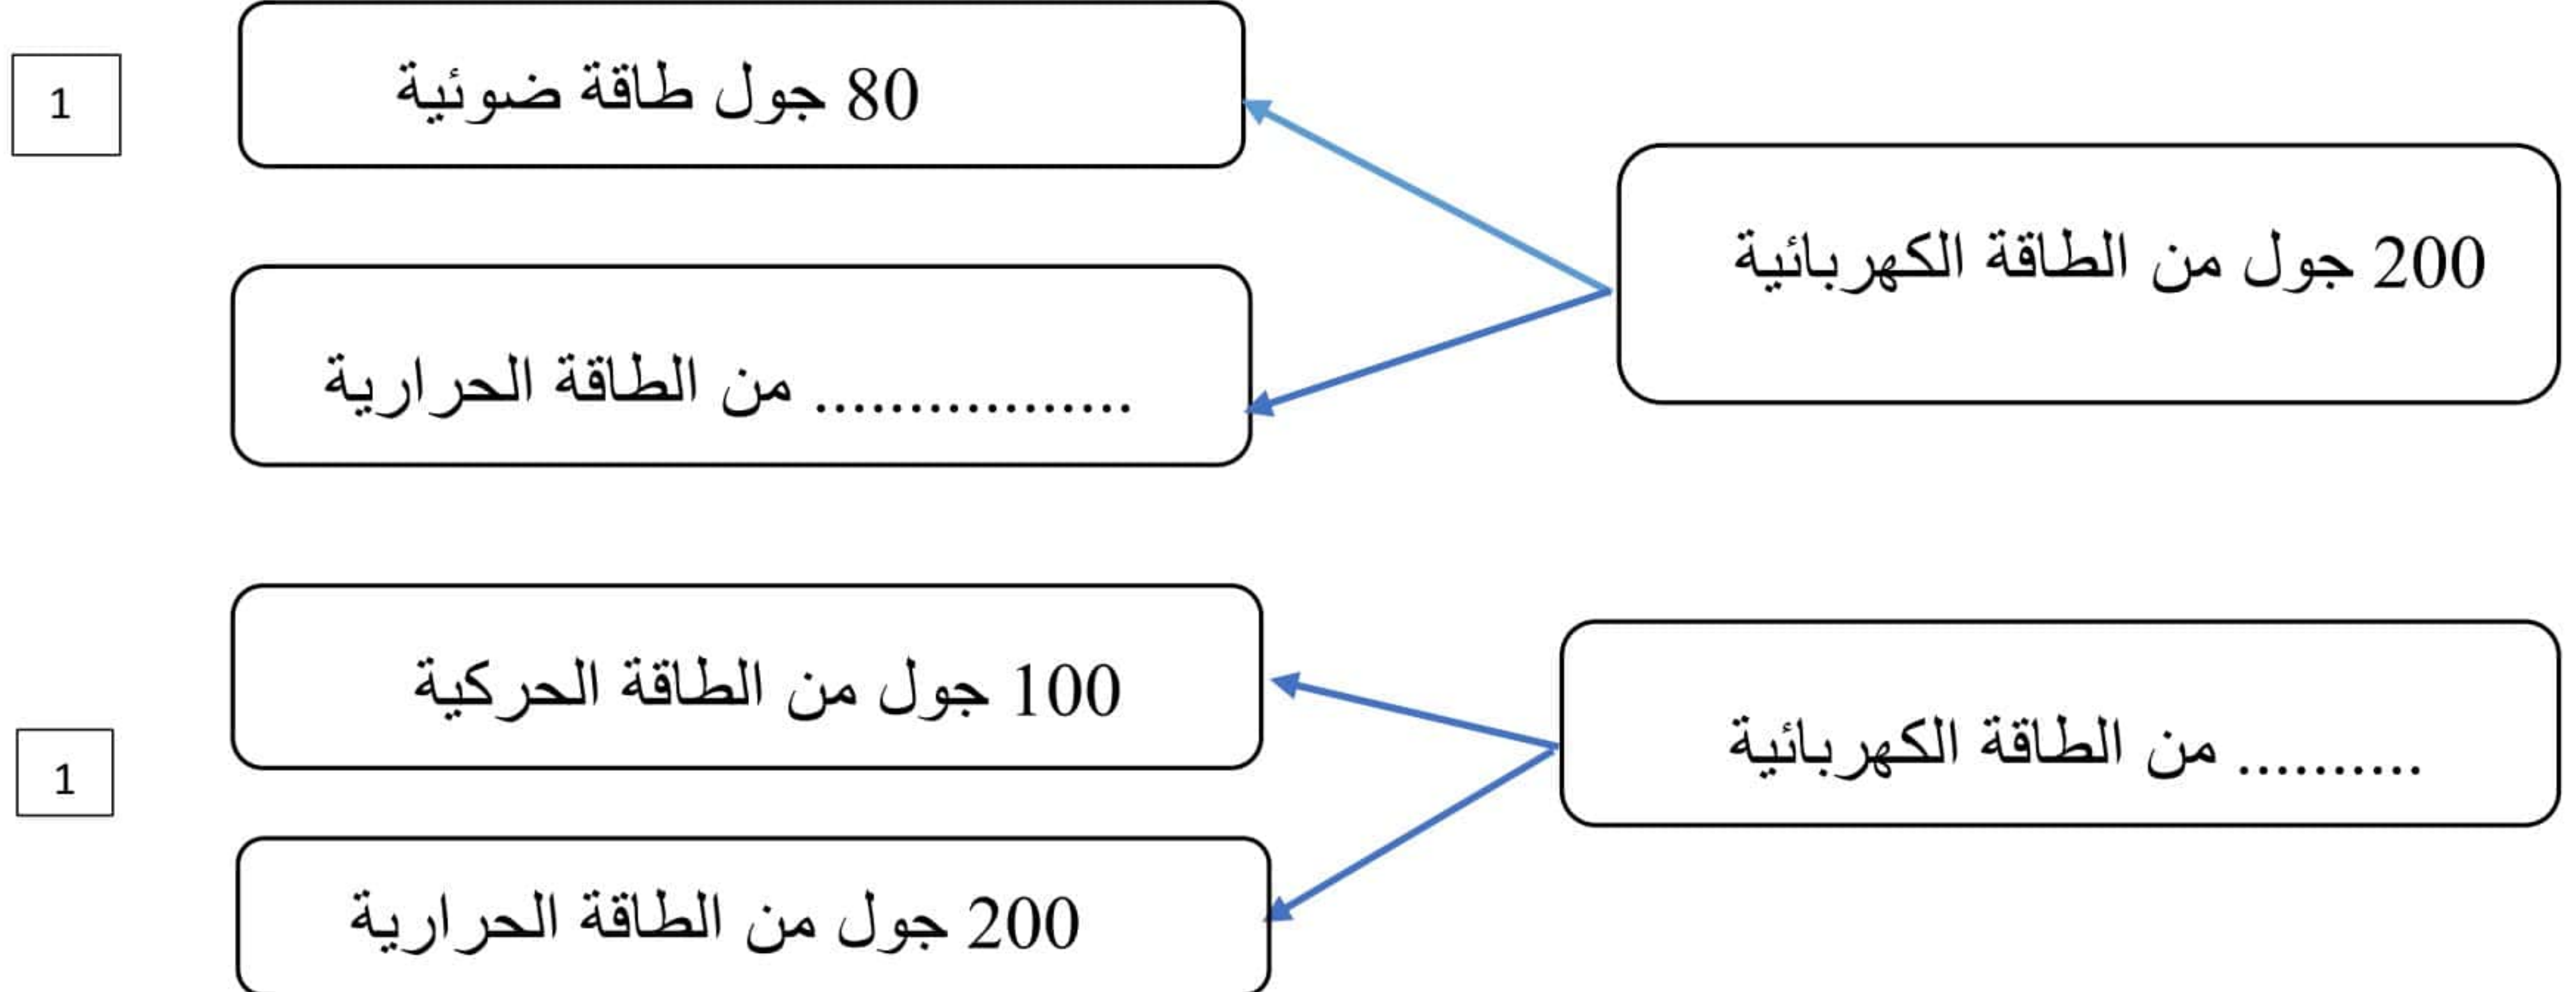 80 جول طاقة ضوئية
1
200 جول من الطاقة الكهربائية
................. من الطاقة الحرارية
100 جول من الطاقة الحركية
.......... من الطاقة الكهربائية
1
200 جول من الطاقة الحرارية